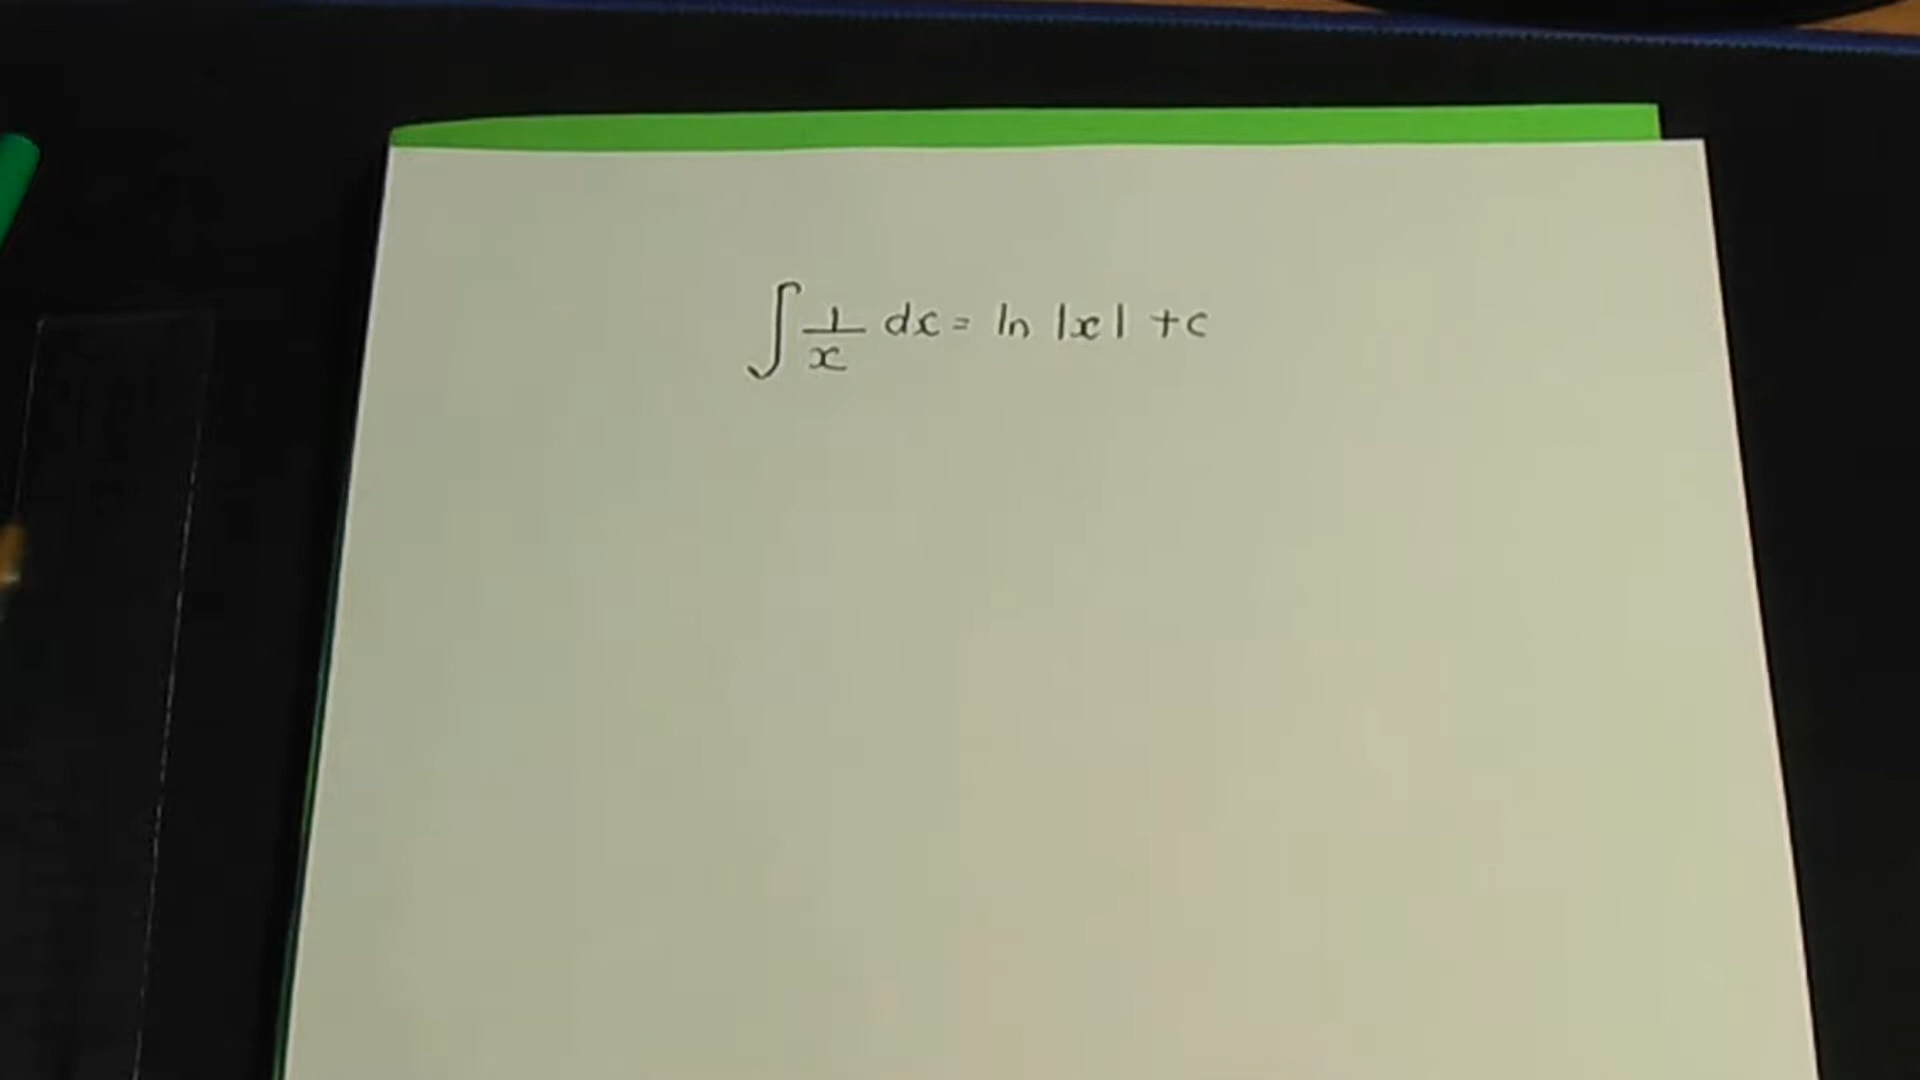 ∫ 1/x dx = ln |x| + c